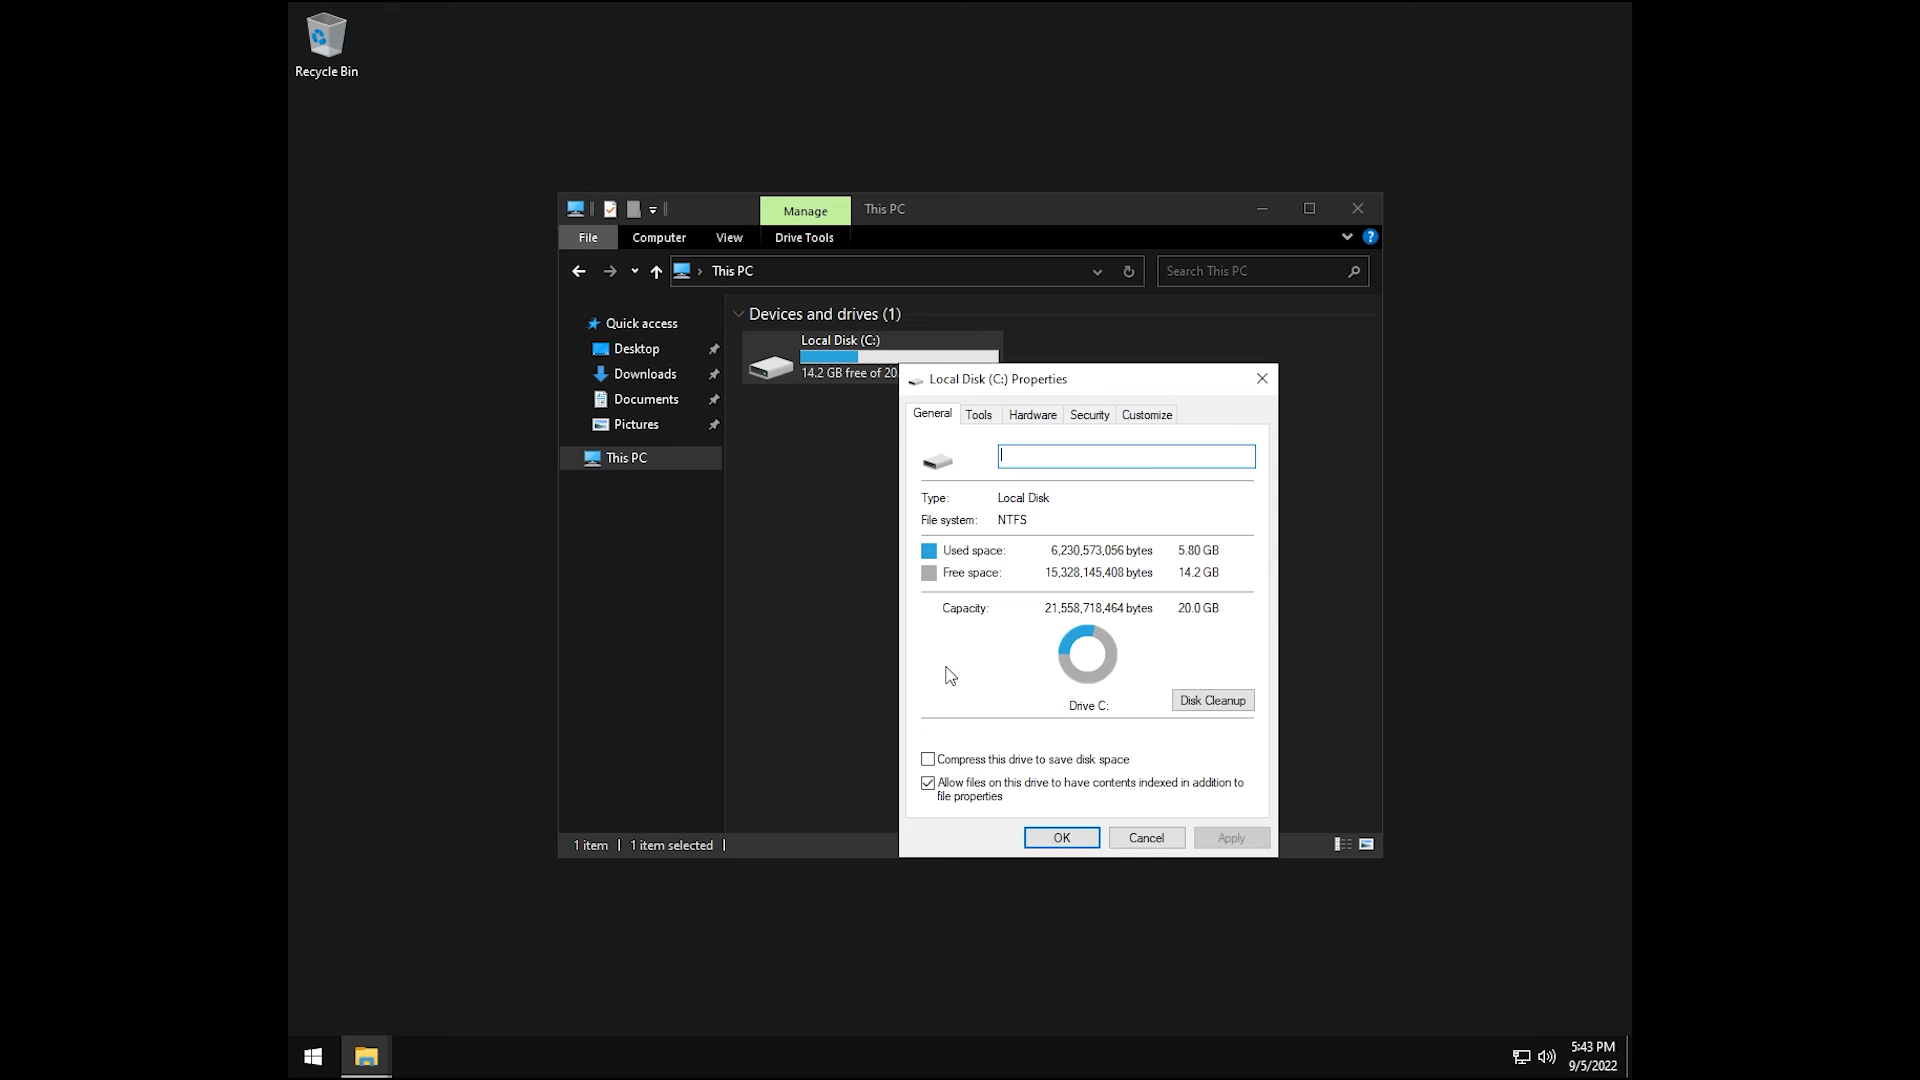 Recycle Bin
Manage
This PC
File
Computer
View
Drive Tools
This PC
Search This PC
Quick access
Desktop
Downloads
Documents
Pictures
This PC
Devices and drives (1)
Local Disk (C:)
14.2 GB free of 20.
Local Disk (C:) Properties
General
Tools
Hardware
Security
Customize
Type: Local Disk
File system: NTFS
Used space: 6,230,573,056 bytes 5.80 GB
Free space: 15,328,145,408 bytes 14.2 GB
Capacity: 21,558,718,464 bytes 20.0 GB
Drive C:
Disk Cleanup
Compress this drive to save disk space
Allow files on this drive to have contents indexed in addition to
file properties
OK
Cancel
Apply
1 item
1 item selected
5:43 PM
9/5/2022